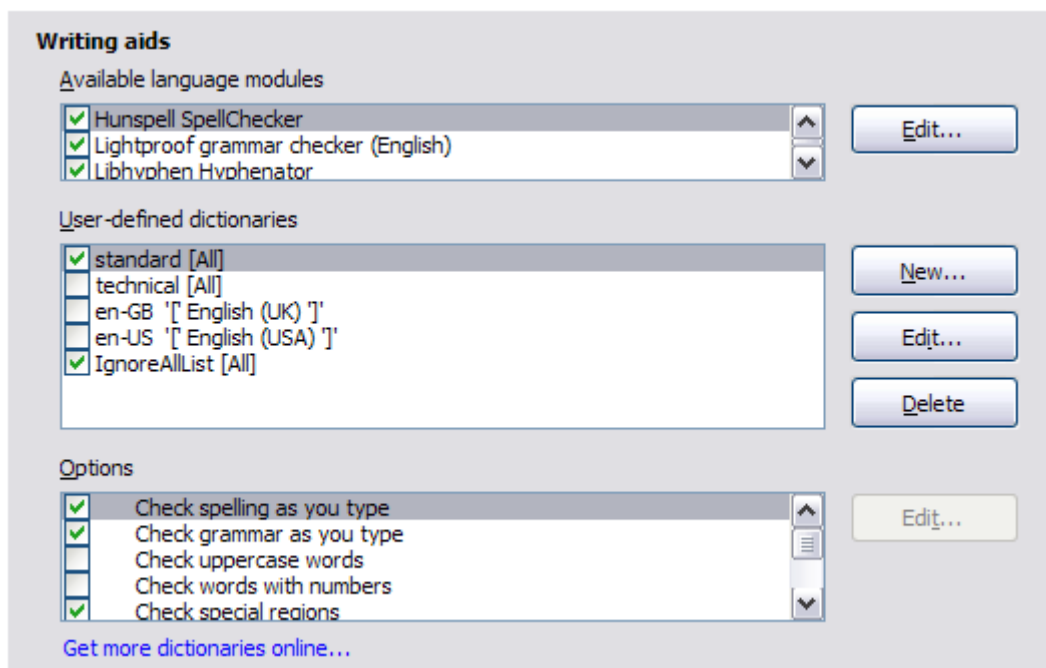 Writing aids
Available language modules
Hunspell SpellChecker
Edit...
Lightproof grammar checker (English)
Libhyphen Hyphenator
User-defined dictionaries
standard [All]
New...
technical [All]
en-GB '[' English (UK) ']'
en-US '[' English (USA) ']'
Edit...
IgnoreAllList [All]
Delete
Options
Check spelling as you type
Edit...
Check grammar as you type
Check uppercase words
Check words with numbers
Check special regions
Get more dictionaries online...